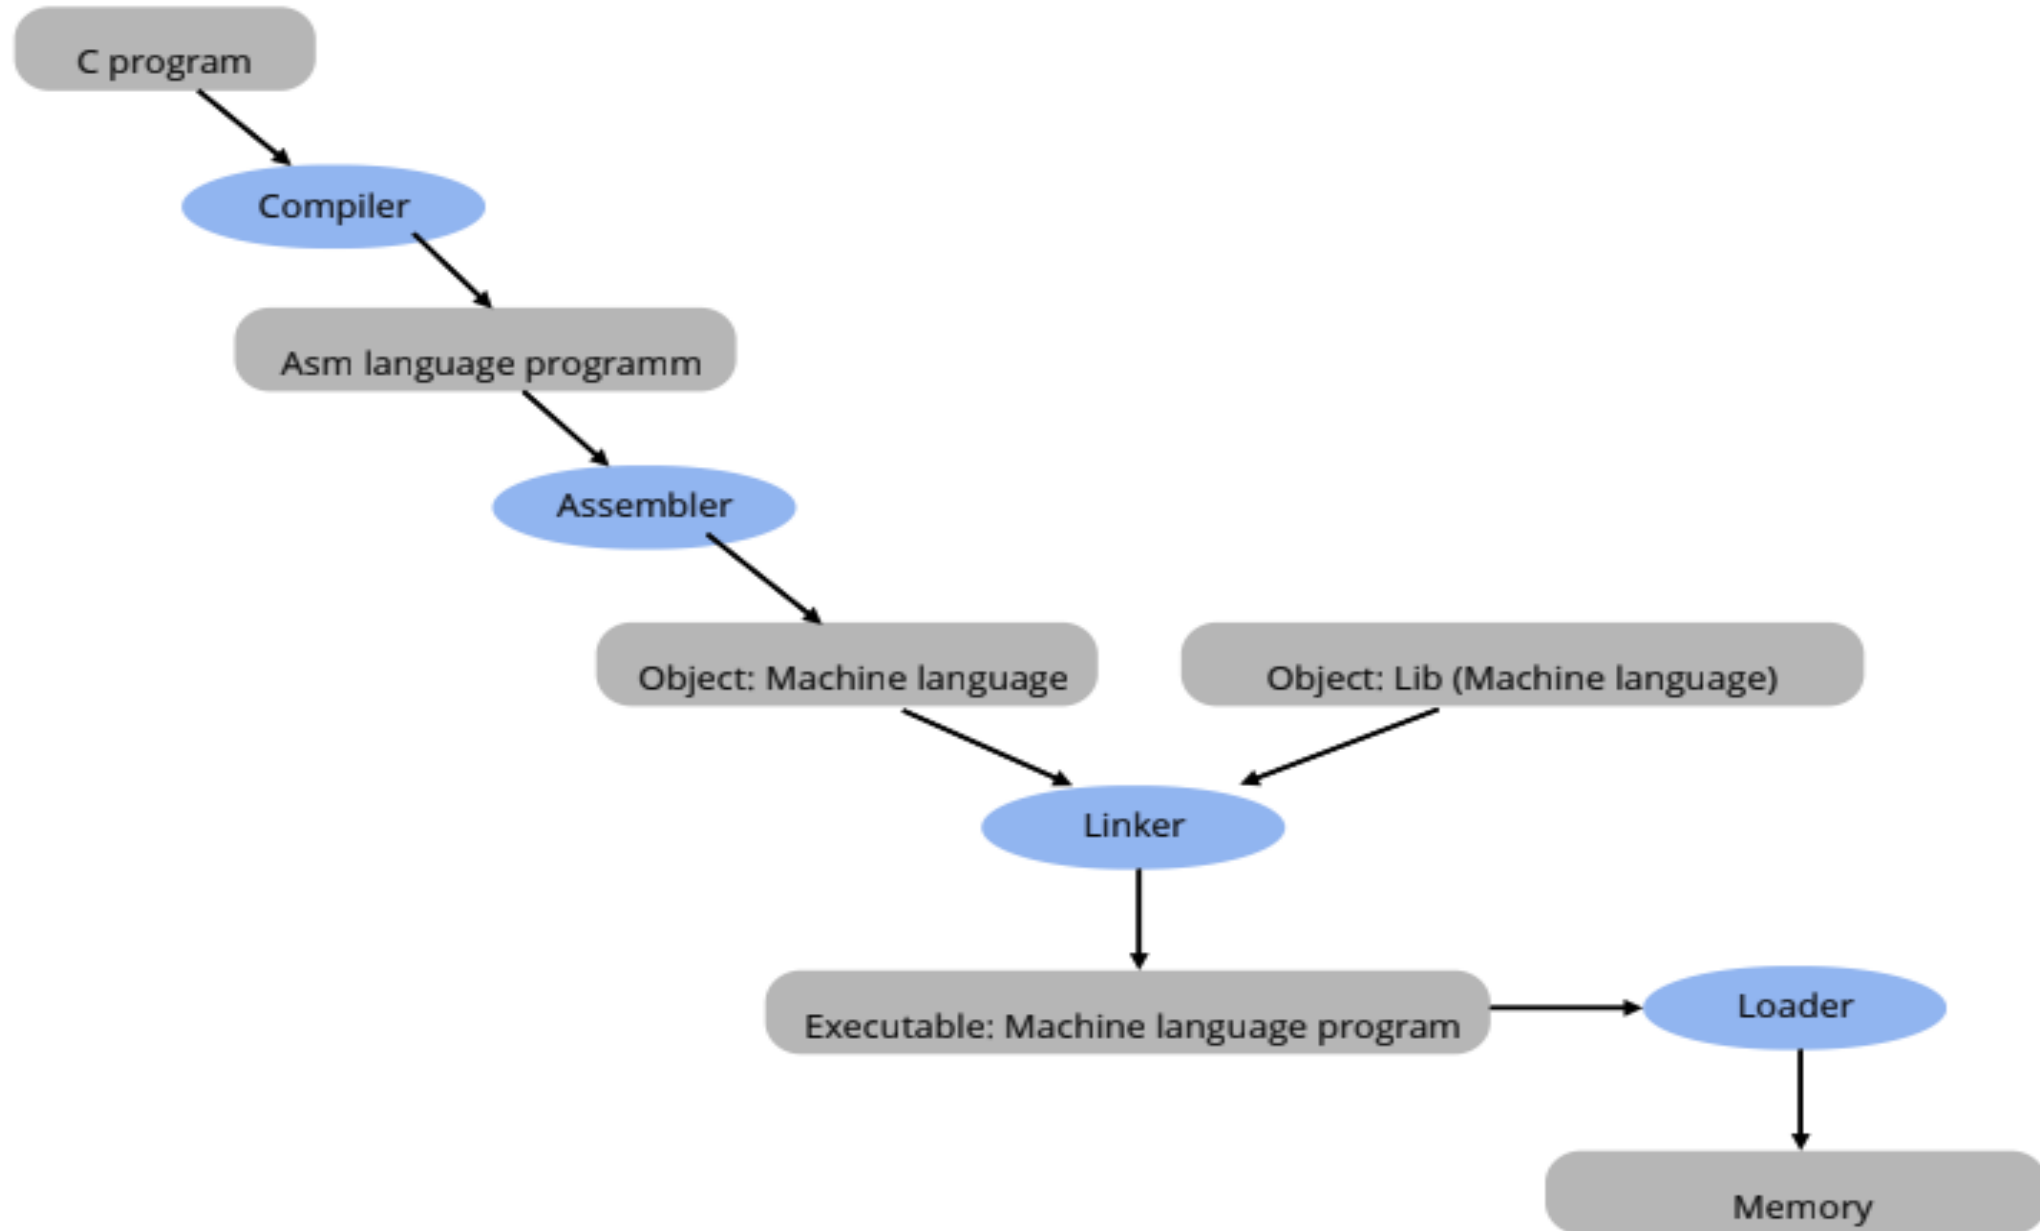 C program
Compiler
Asm language programm
Assembler
Object: Machine language
Object: Lib (Machine language)
Linker
Executable: Machine language program
Loader
Memory